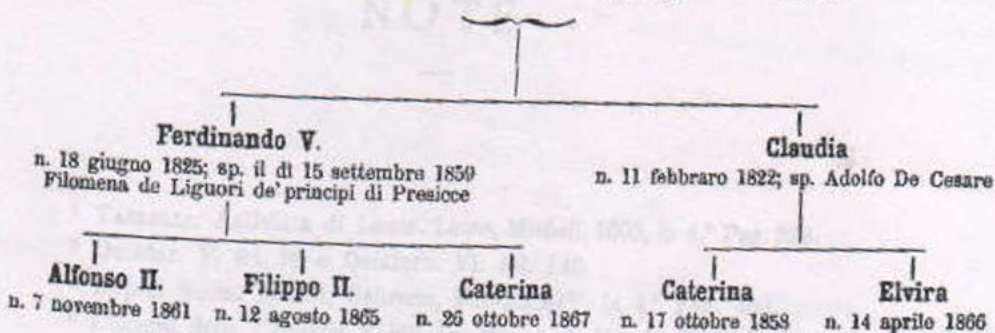 Ferdinando V.
n. 18 giugno 1825; sp. il dì 15 settembre 1859
Filomena de Liguori de' principi di Presicce
Claudia
n. 11 febbraro 1822; sp. Adolfo De Cesare
Alfonso II.
n. 7 novembre 1861
Filippo II.
n. 12 agosto 1865
Caterina
n. 26 ottobre 1867
Caterina
n. 17 ottobre 1858
Elvira
n. 14 aprile 1866